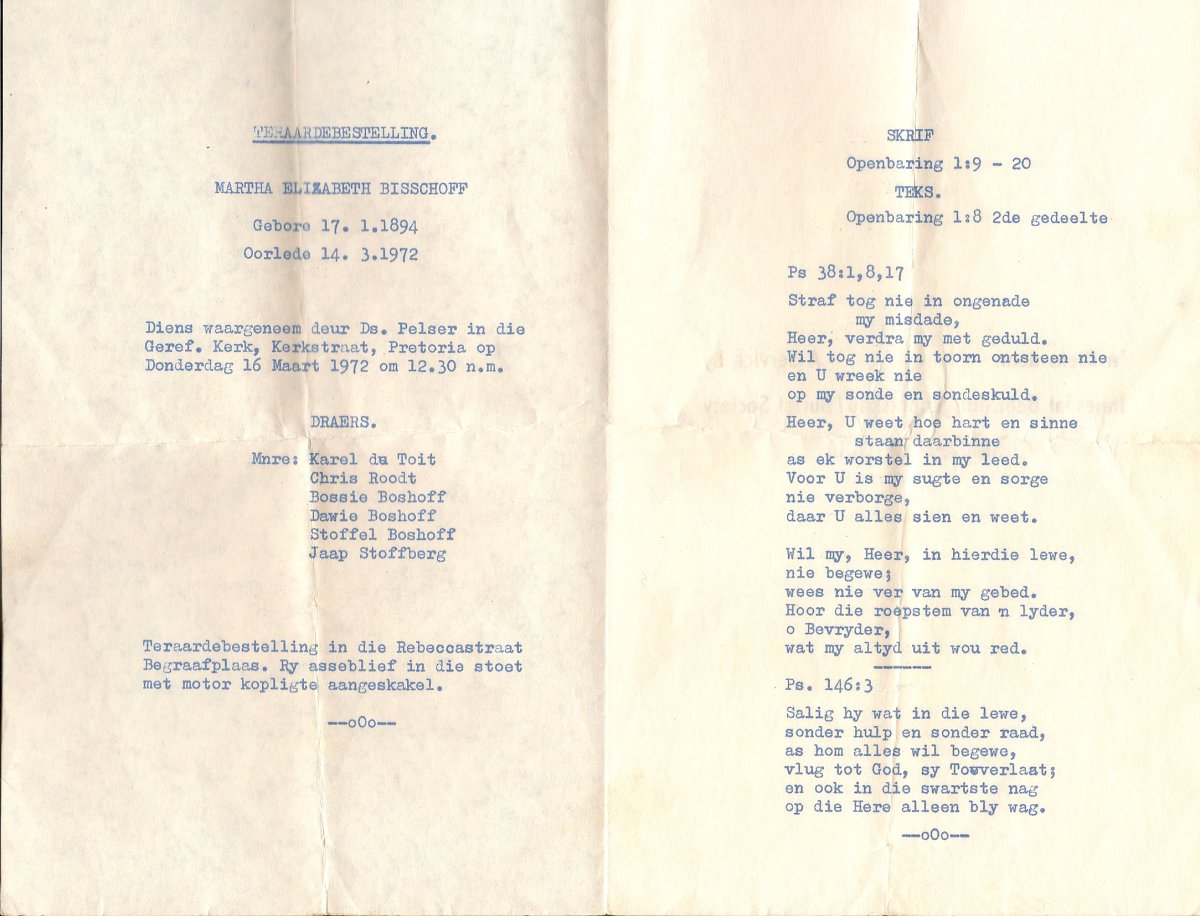 TERAARDEBESTELLING.
MARTHA ELIZABETH BISSCHOFF
Gebore 17. 1.1894
Oorlede 14. 3.1972
Diens waargeneem deur Ds. Pelser in die
Geref. Kerk, Kerkstraat, Pretoria op
Donderdag 16 Maart 1972 om 12.30 n.m.
DRAERS.
Mnre: Karel du Toit
Chris Roodt
Bossie Boshoff
Dawie Boshoff
Stoffel Boshoff
Jaap Stoffberg
Teraardebestelling in die Rebeccastraat
Begraafplaas. Ry asseblief in die stoet
met motor kopligte aangeskakel.
--oOo--
SKRIF
Openbaring 1:9 - 20
TEKS.
Openbaring 1:8 2de gedeelte
Ps 38:1,8,17
Straf tog nie in ongenade
my misdade,
Heer, verdra my met geduld.
Wil tog nie in toorn ontsteen nie
en U wreek nie
op my sonde en sondeskuld.
Heer, U weet hoe hart en sinne
staan daarbinne
as ek worstel in my leed.
Voor U is my sugte en sorge
nie verborge,
daar U alles sien en weet.
Wil my, Heer, in hierdie lewe,
nie begewe;
wees nie ver van my gebed.
Hoor die roepstem van 'n lyder,
o Bevryder,
wat my altyd uit wou red.
Ps. 146:3
Salig hy wat in die lewe,
sonder hulp en sonder raad,
as hom alles wil begewe,
vlug tot God, sy Toeverlaat;
en ook in die swartste nag
op die Here alleen bly wag.
--oOo--